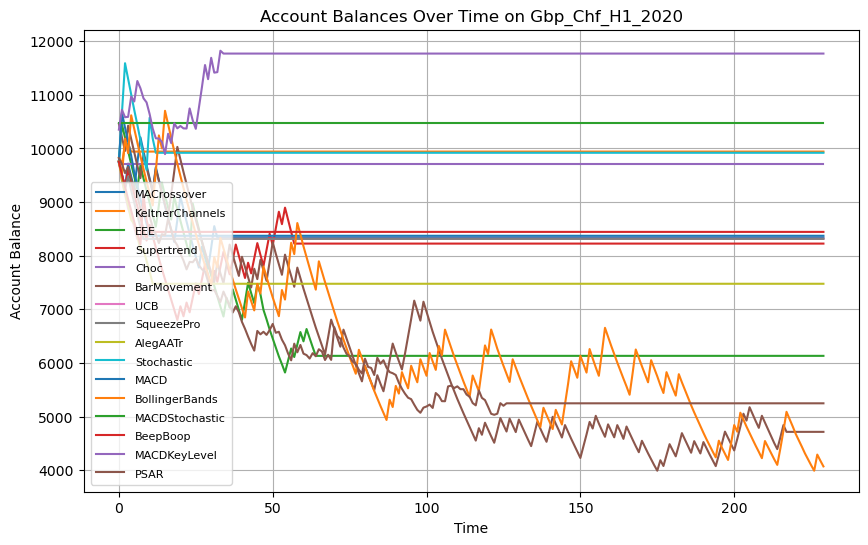 Account Balances Over Time on Gbp_Chf_H1_2020
Account Balance
12000
11000
10000
9000
8000
7000
6000
5000
4000
MACrossover
KeltnerChannels
EEE
Supertrend
Choc
BarMovement
UCB
SqueezePro
AlegAATr
Stochastic
MACD
BollingerBands
MACDStochastic
BeepBoop
MACDKeyLevel
PSAR
0
50
100
150
200
Time